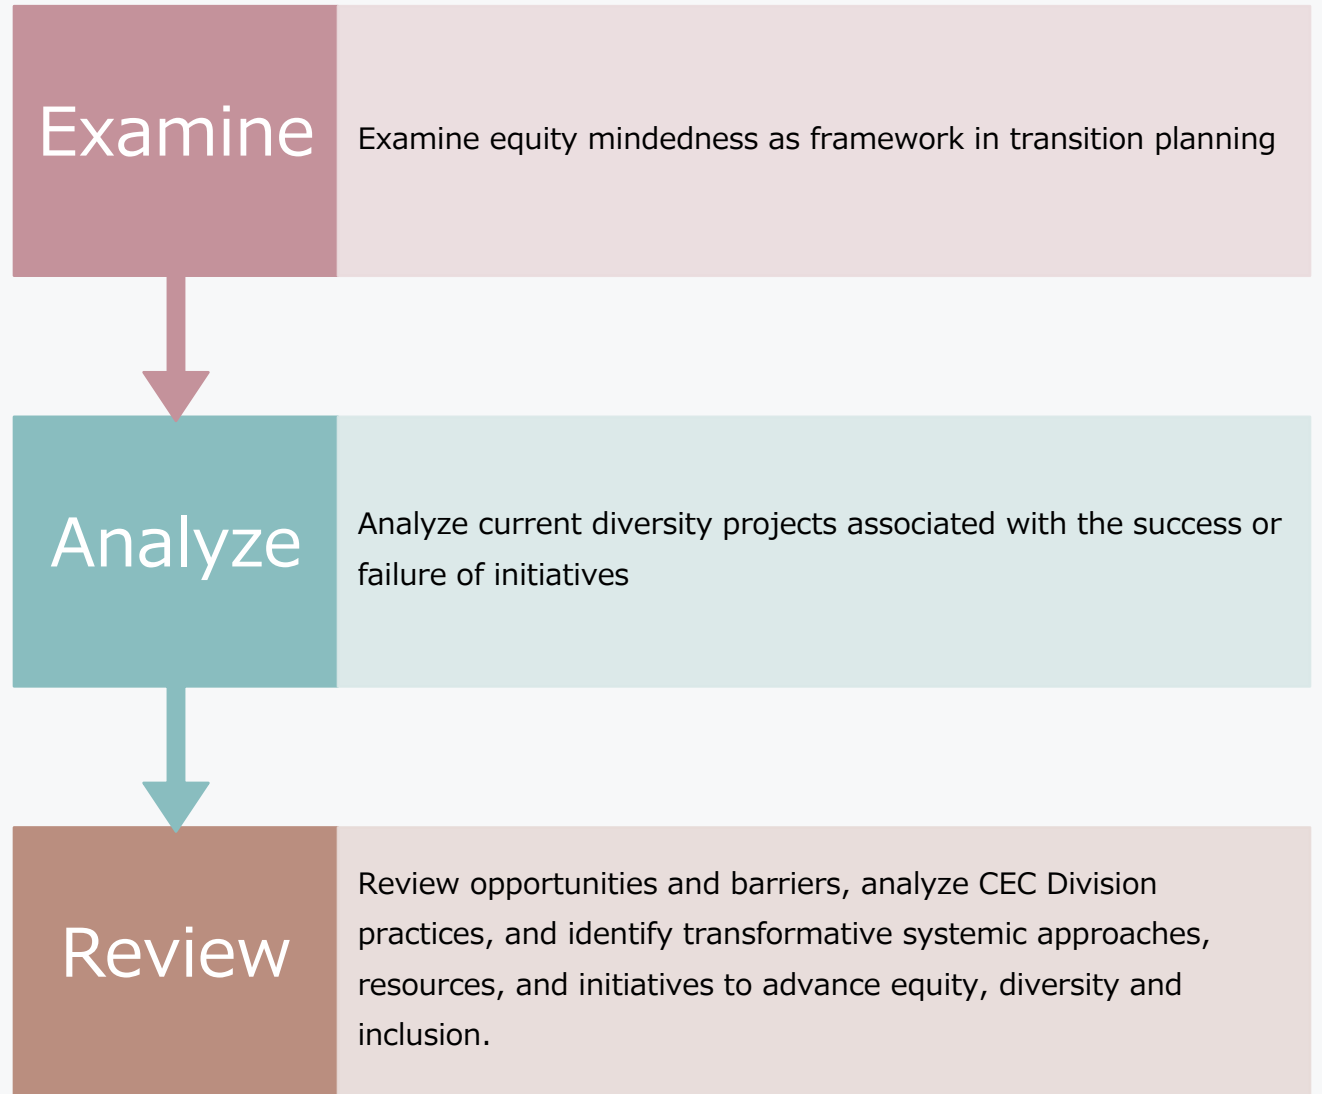 Examine
Examine equity mindedness as framework in transition planning
Analyze
Analyze current diversity projects associated with the success or
failure of initiatives
Review
Review opportunities and barriers, analyze CEC Division
practices, and identify transformative systemic approaches,
resources, and initiatives to advance equity, diversity and
inclusion.